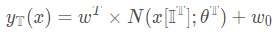 y_𝕋(x) = w^T × N(x[𝕀^𝕋]; θ^𝕋) + w_0